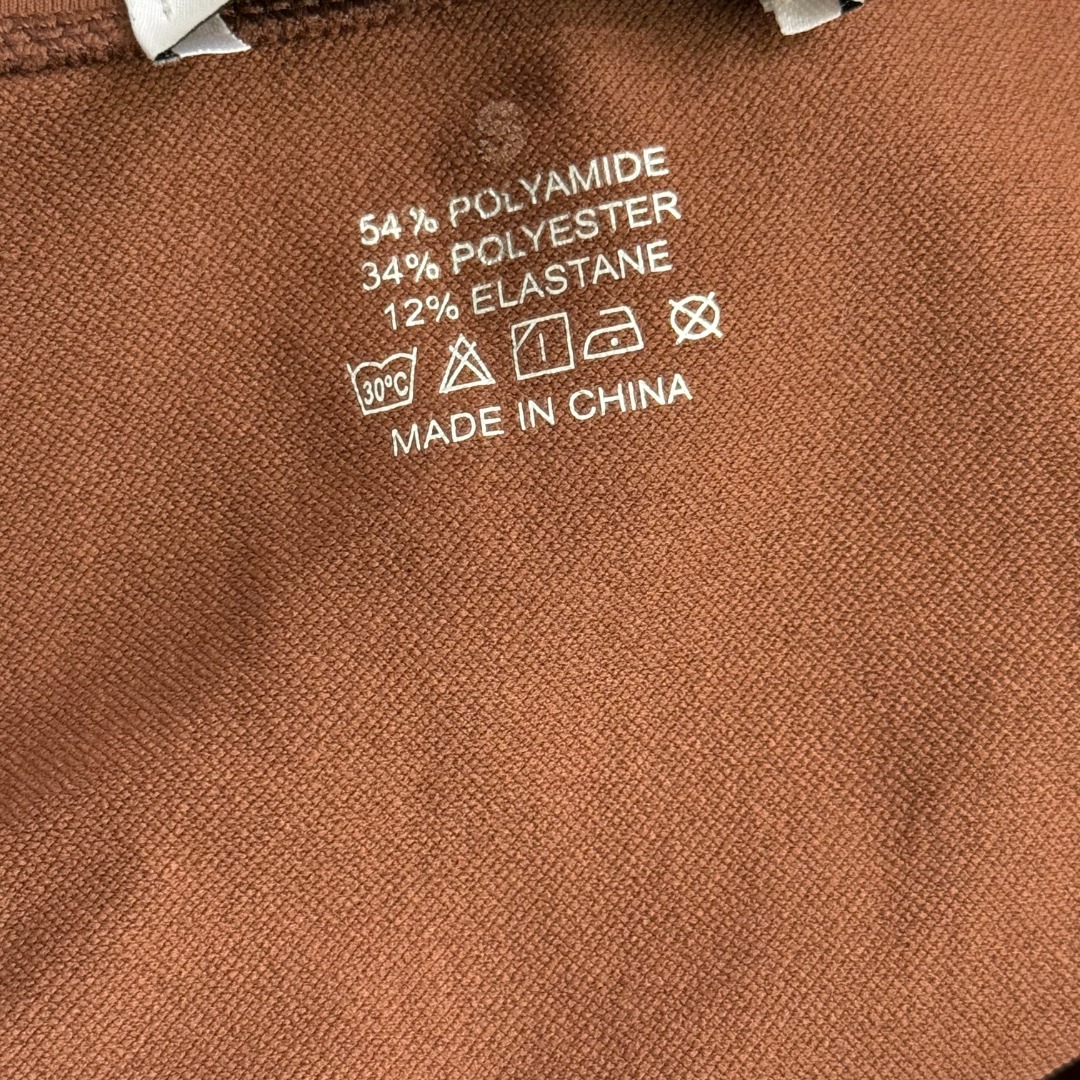 S
54% POLYAMIDE
34% POLYESTER
12% ELASTANE
30°C
MADE IN CHINA